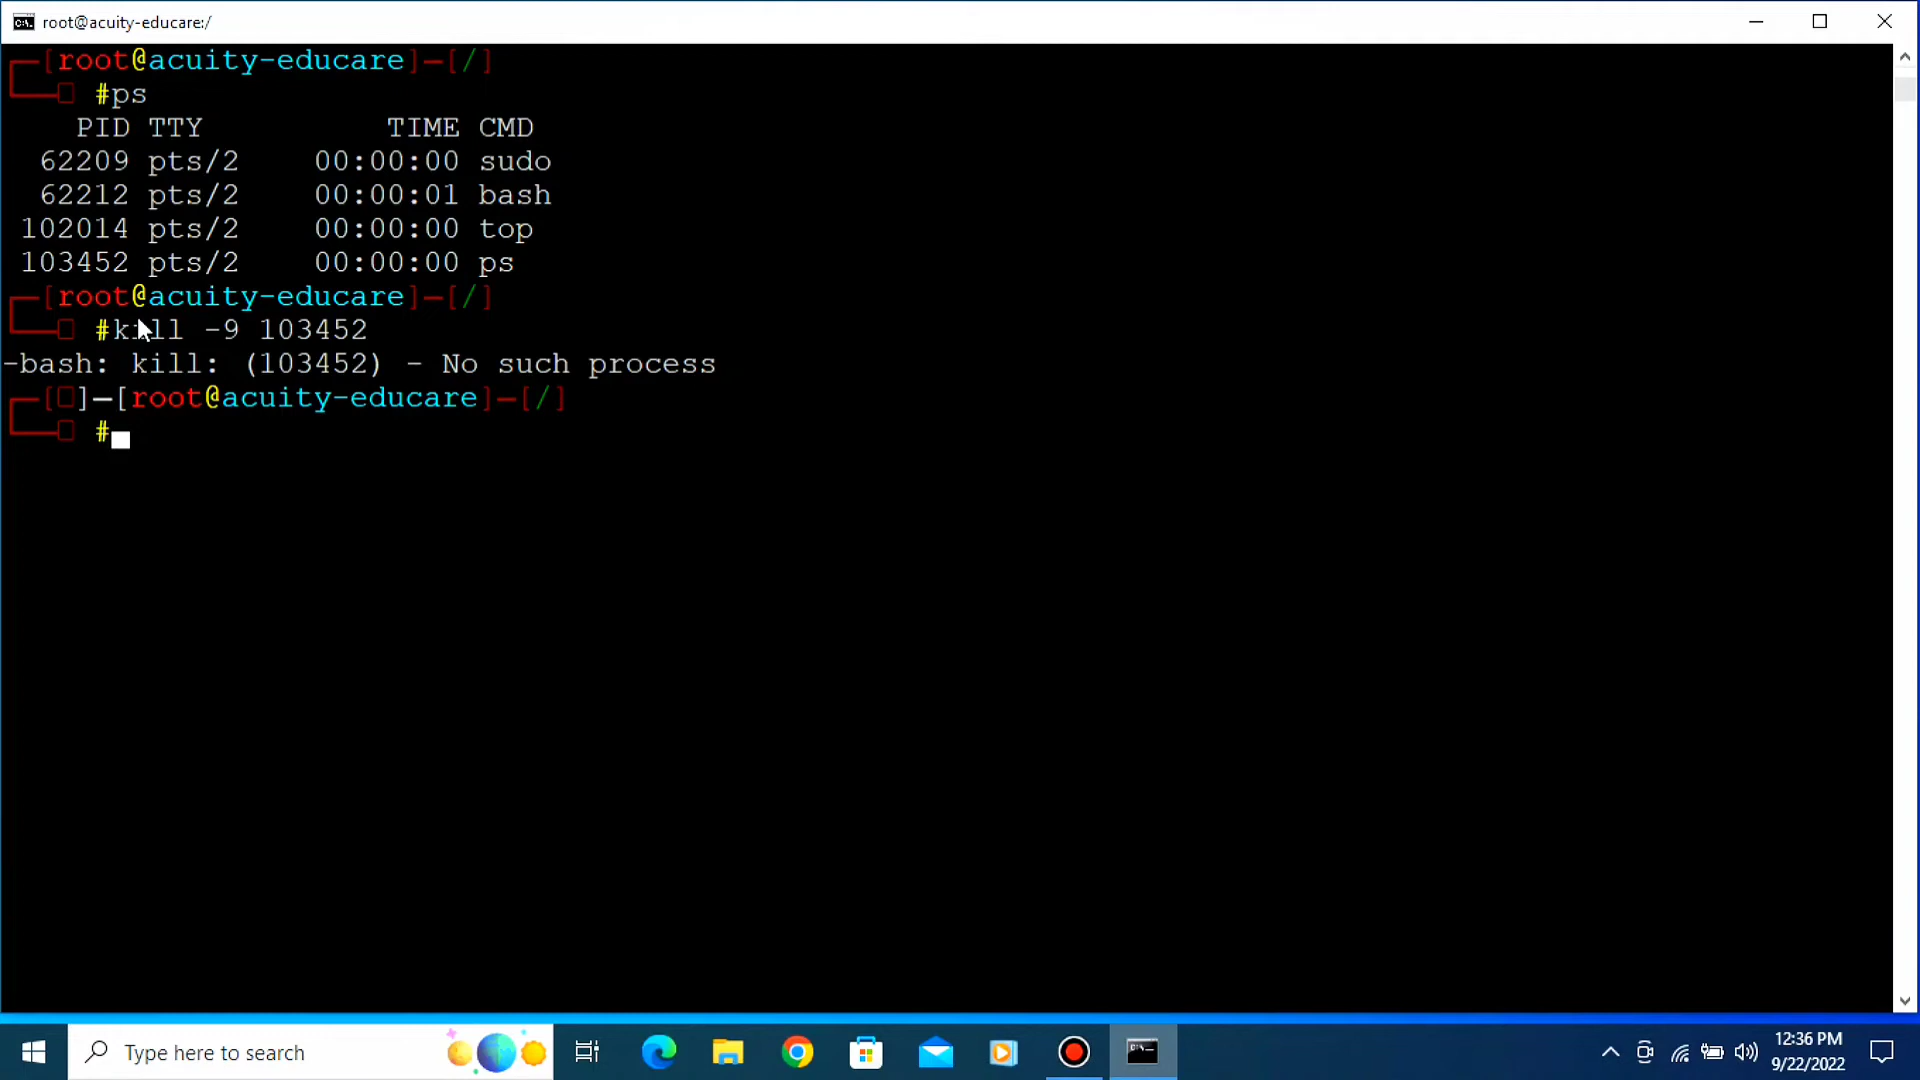 root@acuity-educare:/
┌─[root@acuity-educare]─[/]
└──□ #ps
PID TTY TIME CMD
62209 pts/2 00:00:00 sudo
62212 pts/2 00:00:01 bash
102014 pts/2 00:00:00 top
103452 pts/2 00:00:00 ps
┌─[root@acuity-educare]─[/]
└──□ #kill -9 103452
-bash: kill: (103452) - No such process
┌─[□]─[root@acuity-educare]─[/]
└──□ #
Type here to search
12:36 PM
9/22/2022